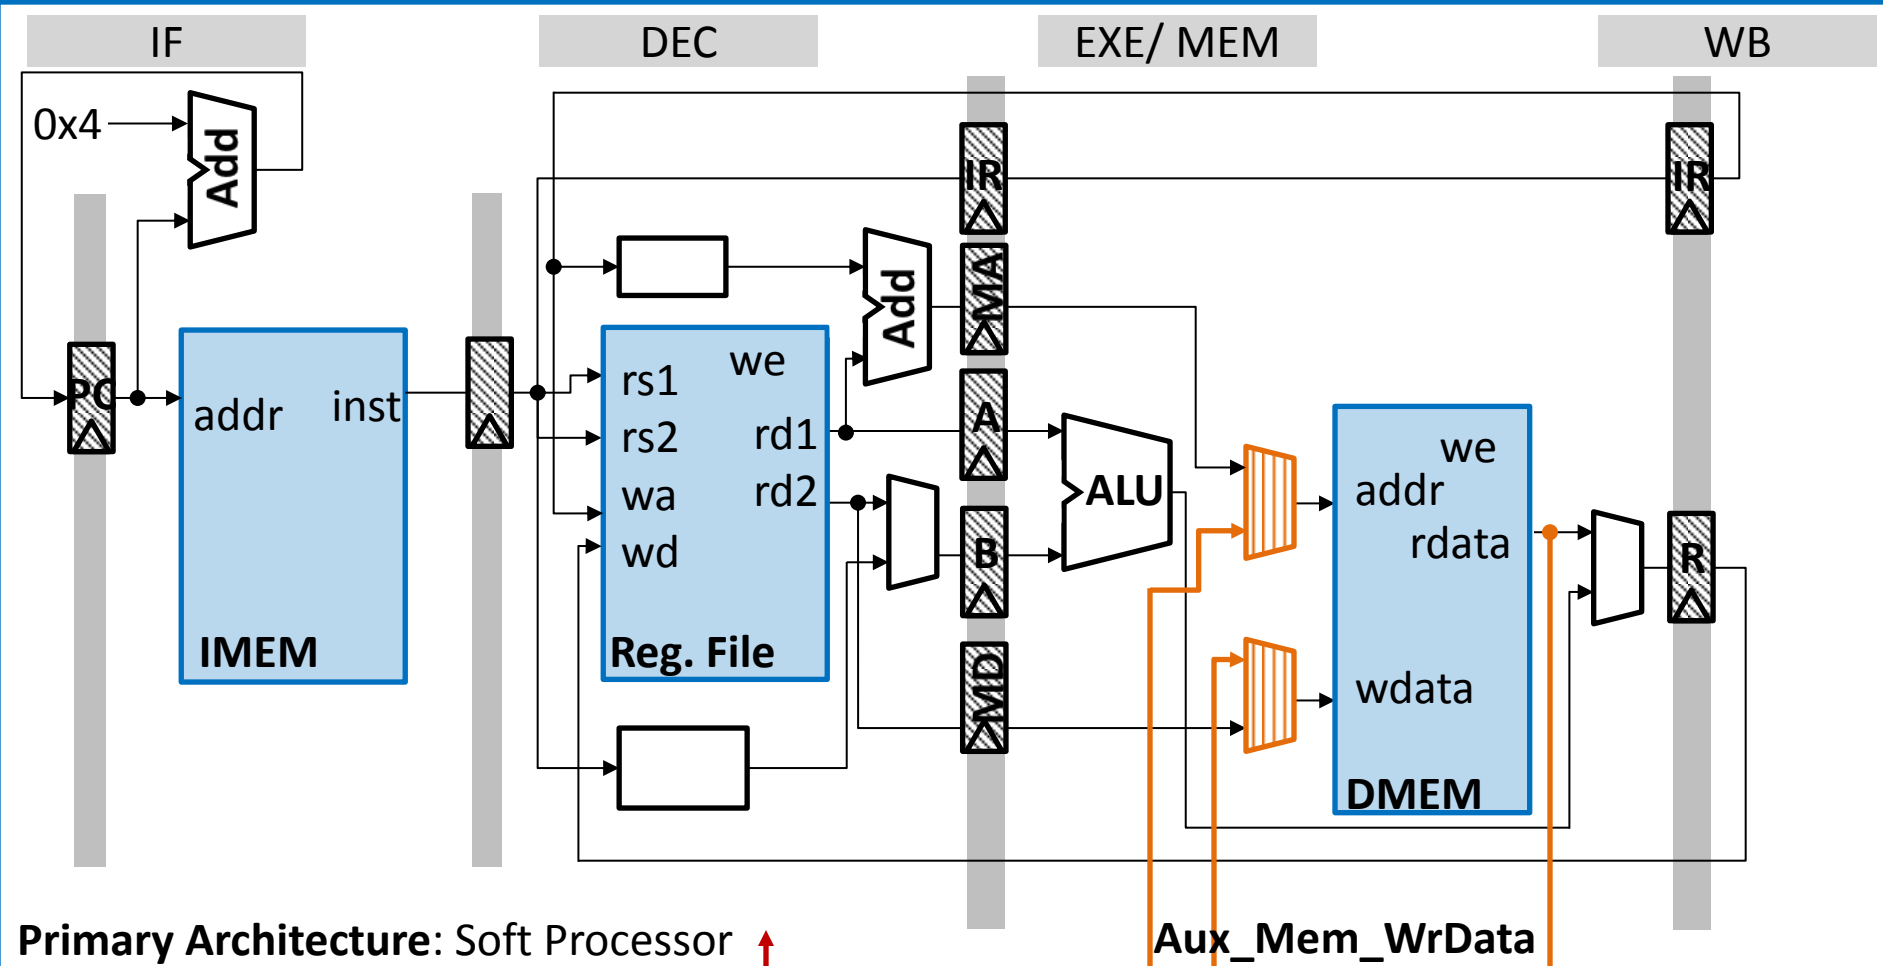 IF
DEC
EXE/ MEM
WB
0x4
Add
IR
IR
Add
MA
PC
addr
inst
IMEM
rs1
we
rs2
rd1
wa
rd2
wd
Reg. File
A
B
MD
ALU
we
addr
rdata
wdata
DMEM
R
Primary Architecture: Soft Processor
Aux_Mem_WrData